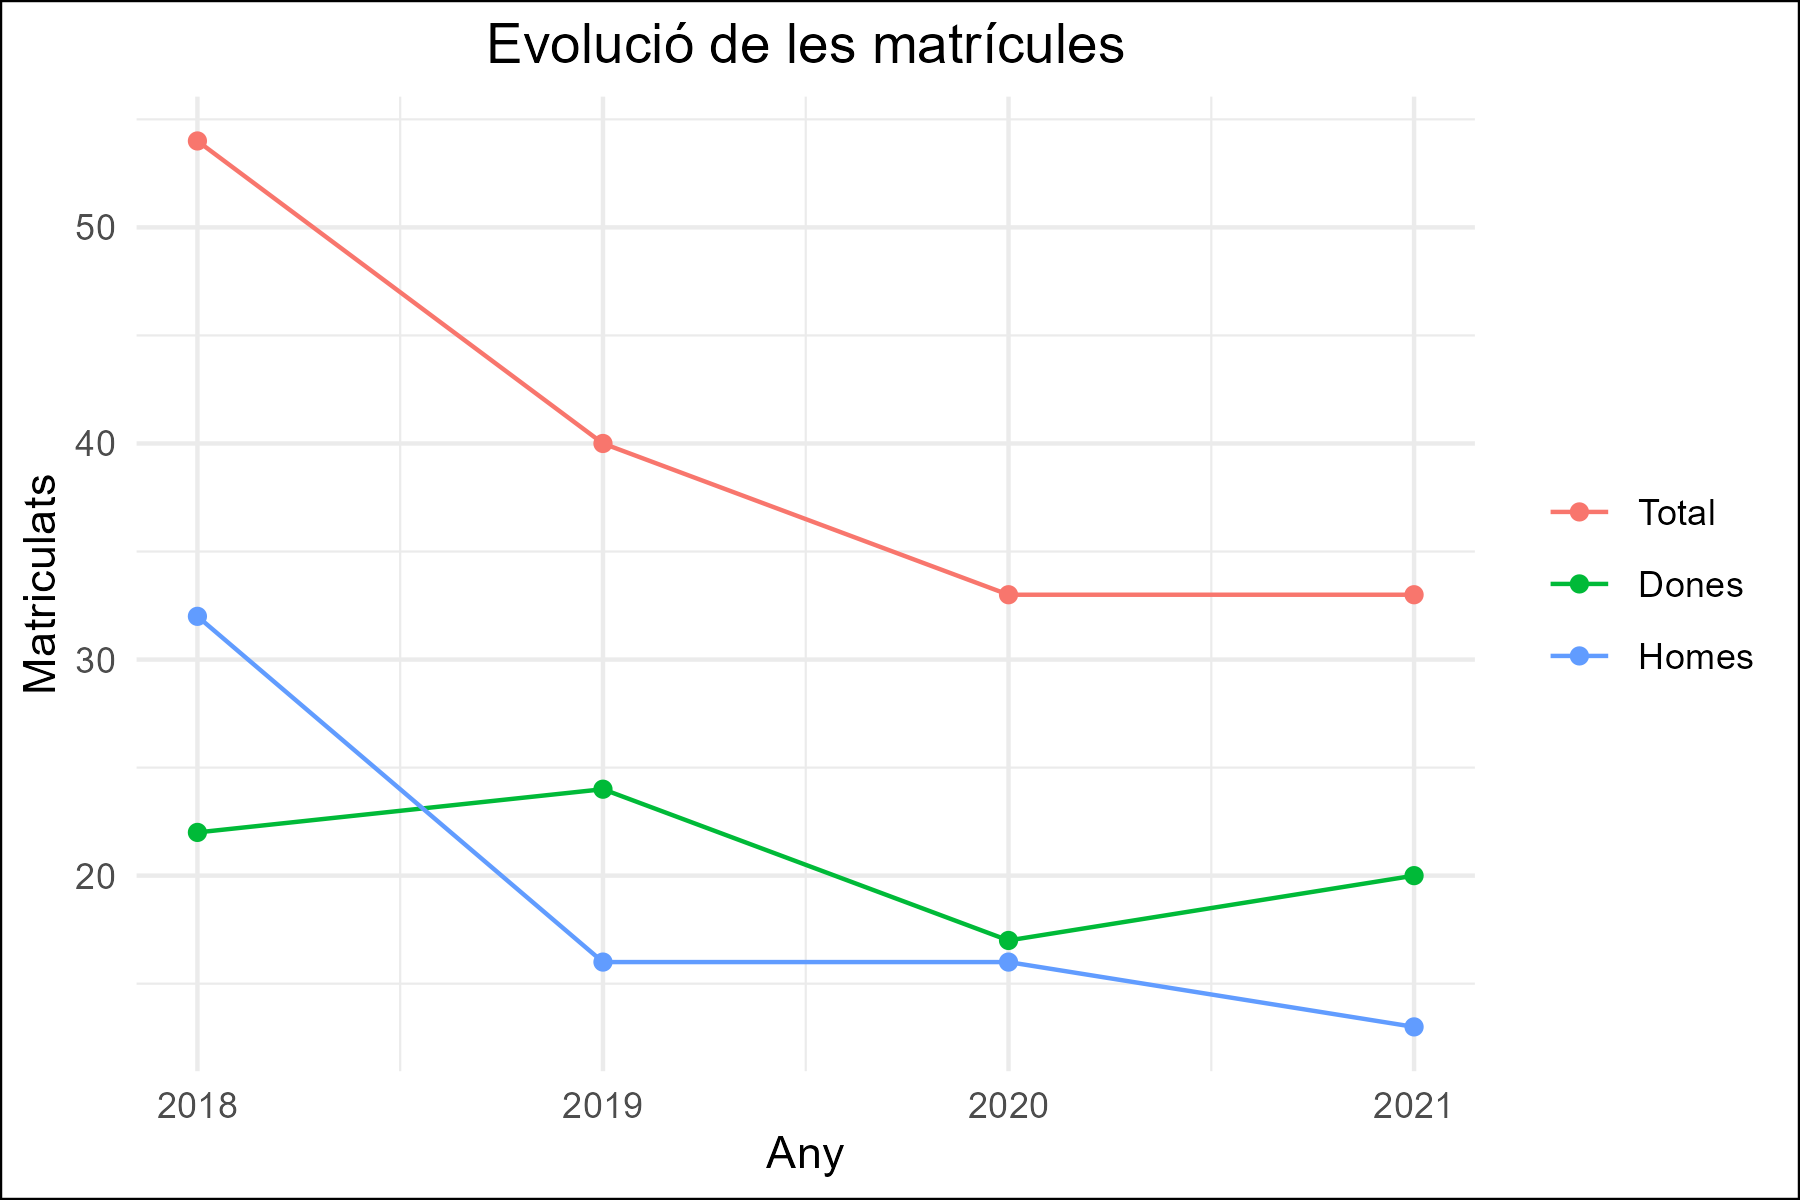 Evolució de les matrícules
Matriculats
50
40
30
20
2018
2019
2020
2021
Any
Total
Dones
Homes